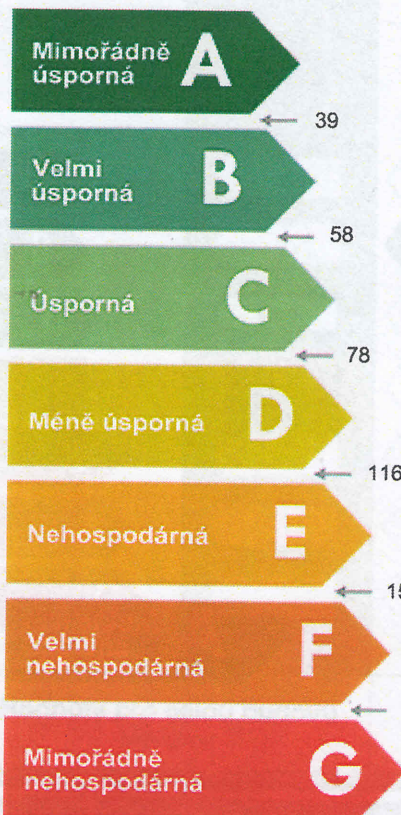 Mimořádně
úsporná
A
39
Velmi
úsporná
B
58
Úsporná
C
78
Méně úsporná
D
116
Nehospodárná
E
Velmi
nehospodárná
F
Mimořádně
nehospodárná
G